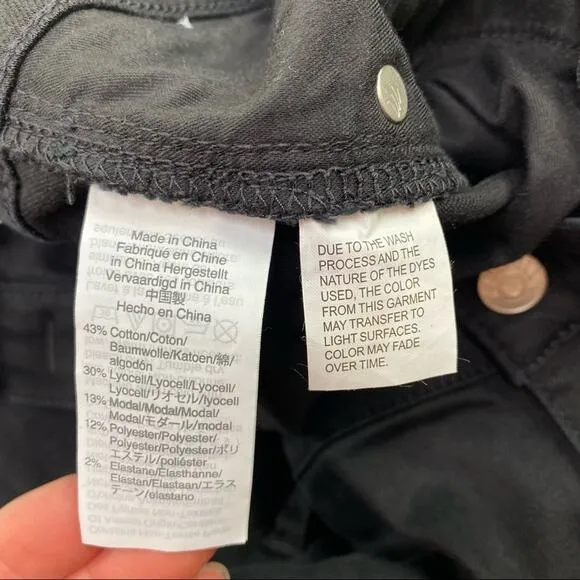 Made in China
Fabriqué en Chine
in China Hergestellt
Vervaardigd in China
中国製
Hecho en China
43% Cotton/Coton/
Baumwolle/Katoen/綿/
algodón
30% Lyocell/Lyocell/Lyocell/
Lyocell/リオセル/lyocell
13% Modal/Modal/Modal/
Modal/モダール/modal
12% Polyester/Polyester/
Polyester/Polyester/ポリ
エステル/poliéster
2% Elastane/Elasthanne/
Elastan/Elastaan/エラス
テーン/elastano
DUE TO THE WASH
PROCESS AND THE
NATURE OF THE DYES
USED, THE COLOR
FROM THIS GARMENT
MAY TRANSFER TO
LIGHT SURFACES.
COLOR MAY FADE
OVER TIME.